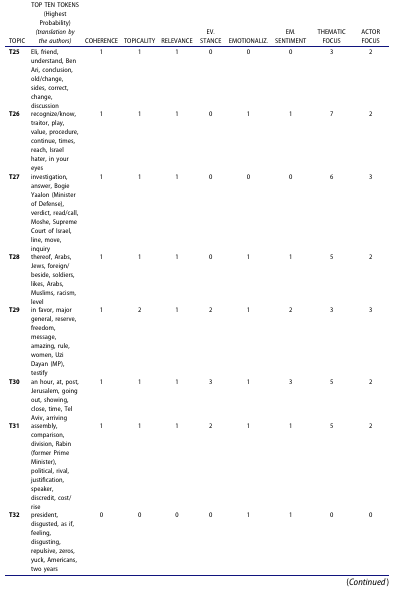 TOP TEN TOKENS
(Highest
Probability)
(translation by
the authors)
TOPIC COHERENCE TOPICALITY RELEVANCE EV. STANCE EMOTIONALIZ. EM. SENTIMENT THEMATIC FOCUS ACTOR FOCUS
T25 Eli, friend, 1 1 1 0 0 0 3 2
understand, Ben
Ari, conclusion,
old/change,
sides, correct,
change,
discussion
T26 recognize/know, 1 1 1 0 1 1 7 2
traitor, play,
value, procedure,
continue, times,
reach, Israel
hater, in your
eyes
T27 investigation, 1 1 1 0 0 0 6 3
answer, Bogie
Yaalon (Minister
of Defense),
verdict, read/call,
Moshe, Supreme
Court of Israel,
line, move,
inquiry
T28 thereof, Arabs, 1 1 1 0 1 1 5 2
Jews, foreign/
beside, soldiers,
likes, Arabs,
Muslims, racism,
level
T29 in favor, major 1 2 1 2 1 2 3 3
general, reserve,
freedom,
message,
amazing, rule,
women, Uzi
Dayan (MP),
testify
T30 an hour, at, post, 1 1 1 3 1 3 5 2
Jerusalem, going
out, showing,
close, time, Tel
Aviv, arriving
T31 assembly, 1 1 1 2 1 1 5 2
comparison,
division, Rabin
(former Prime
Minister),
political, rival,
justification,
speaker,
discredit, cost/
rise
T32 president, 0 0 0 0 1 1 0 0
disgusted, as if,
feeling,
disgusting,
repulsive, zeros,
yuck, Americans,
two years
(Continued)